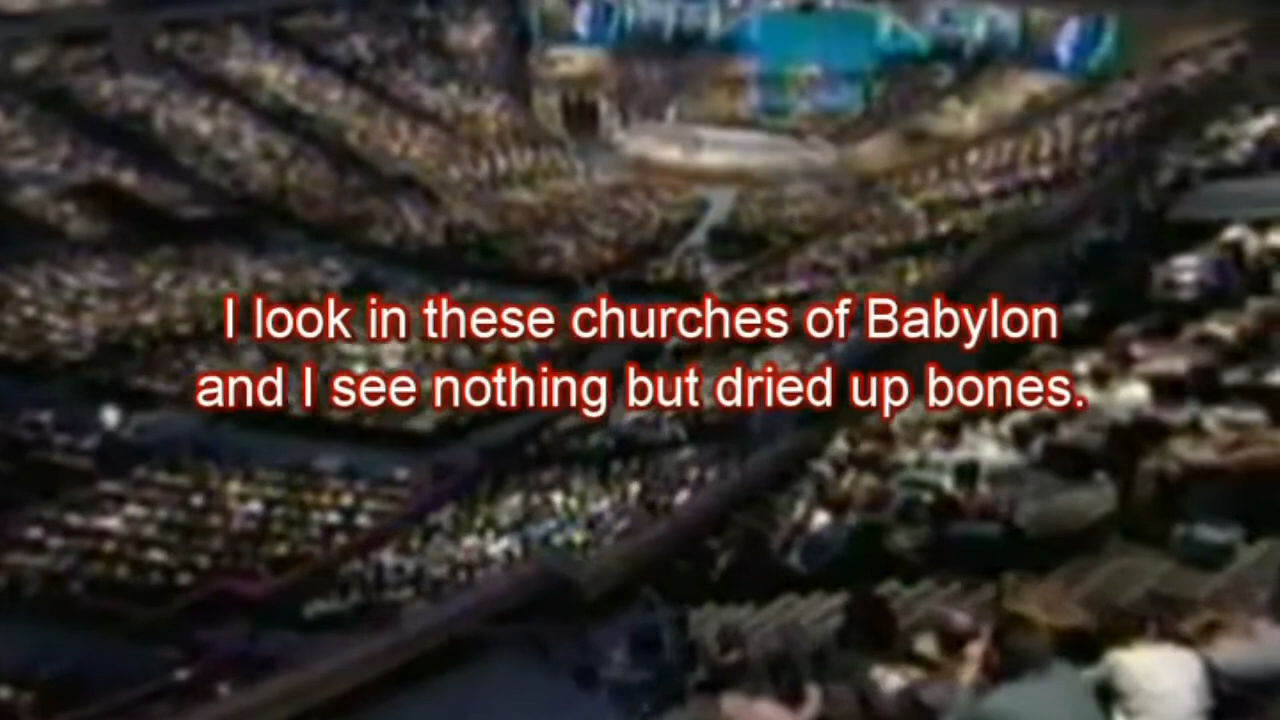 I look in these churches of Babylon
and I see nothing but dried up bones.